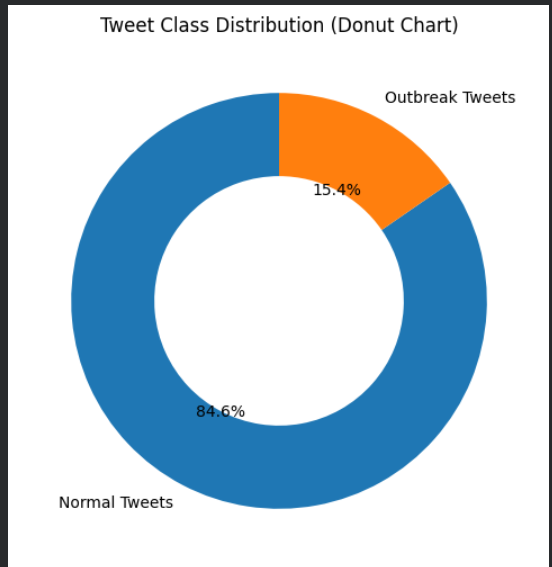 Tweet Class Distribution (Donut Chart)
Outbreak Tweets
15.4%
84.6%
Normal Tweets